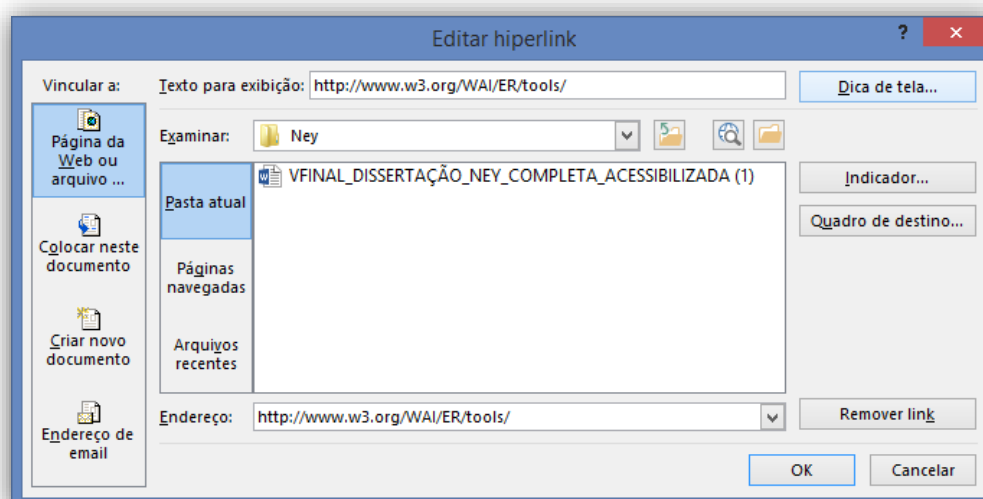 Editar hiperlink
?
×
Vincular a:
Texto para exibição: http://www.w3.org/WAI/ER/tools/
Dica de tela...
Página da
Web ou
arquivo ...
Examinar: Ney
Pasta atual
VFINAL_DISSERTAÇÃO_NEY_COMPLETA_ACESSIBILIZADA (1)
Indicador...
Quadro de destino...
Colocar neste
documento
Páginas
navegadas
Criar novo
documento
Arquivos
recentes
Endereço de
email
Endereço: http://www.w3.org/WAI/ER/tools/
Remover link
OK
Cancelar